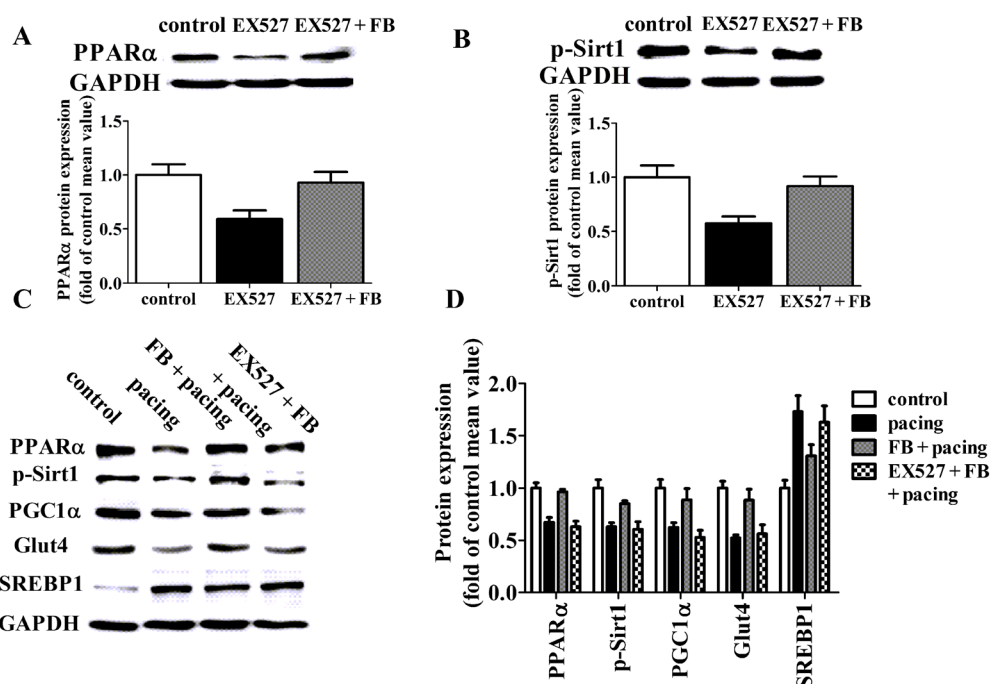 A
control EX527 EX527 + FB
PPARα
GAPDH
PPARα protein expression
(fold of control mean value)
1.5
1.0
0.5
0.0
control EX527 EX527 + FB
B
control EX527 EX527 + FB
p-Sirt1
GAPDH
p-Sirt1 protein expression
(fold of control mean value)
1.5
1.0
0.5
0.0
control EX527 EX527 + FB
C
control
pacing
FB + pacing
EX527 + FB
+ pacing
PPARα
p-Sirt1
PGC1α
Glut4
SREBP1
GAPDH
D
Protein expression
(fold of control mean value)
2.0
1.5
1.0
0.5
0.0
PPARα
p-Sirt1
PGC1α
Glut4
SREBP1
control
pacing
FB + pacing
EX527 + FB
+ pacing